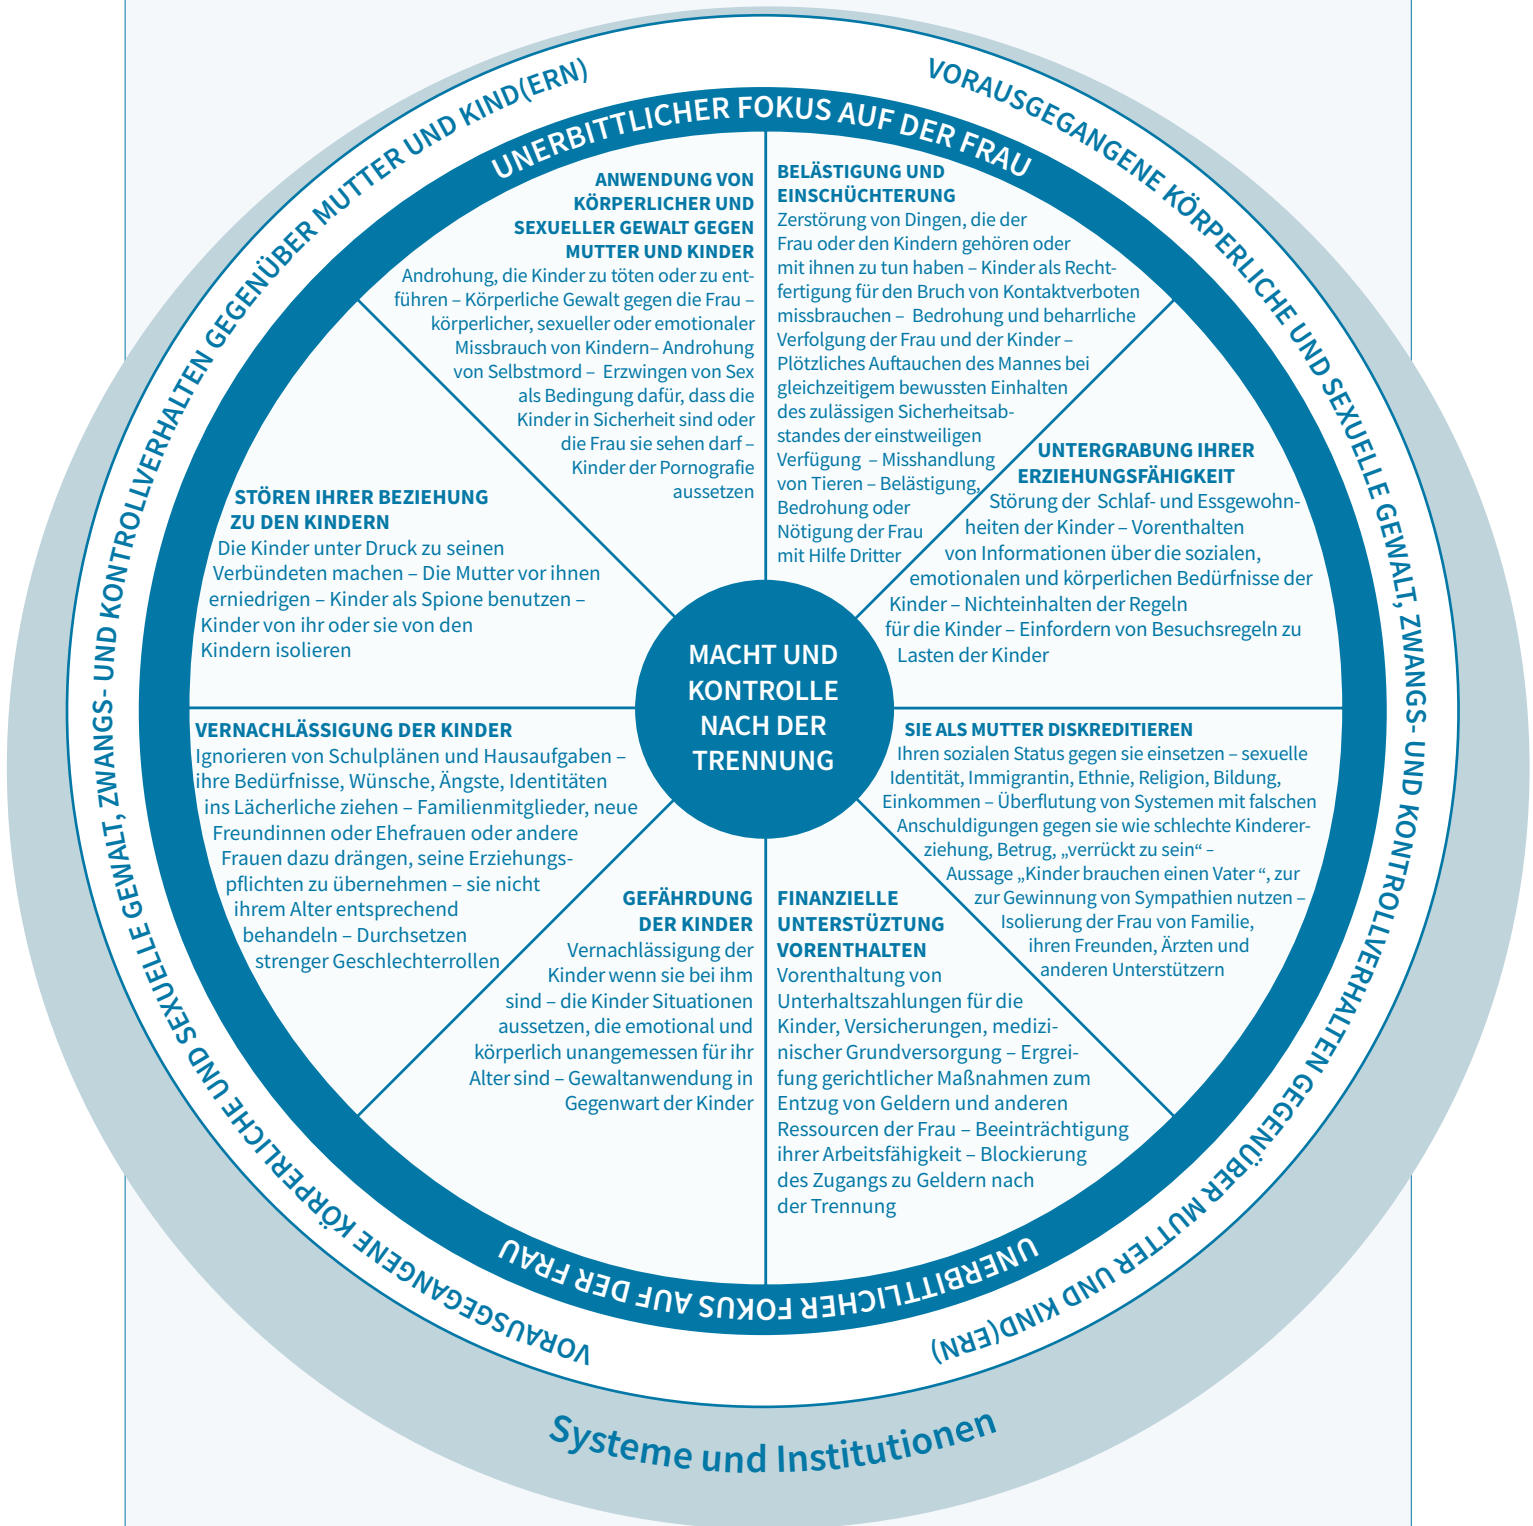 VORAUSGEGANGENE KÖRPERLICHE UND SEXUELLE GEWALT, ZWANGS- UND KONTROLLVERHALTEN GEGENÜBER MUTTER UND KIND(ERN)
VORAUSGEGANGENE KÖRPERLICHE UND SEXUELLE GEWALT, ZWANGS- UND KONTROLLVERHALTEN GEGENÜBER MUTTER UND KIND(ERN)
UNERBITTLICHER FOKUS AUF DER FRAU
ANWENDUNG VON
KÖRPERLICHER UND
SEXUELLER GEWALT GEGEN
MUTTER UND KINDER
Androhung, die Kinder zu töten oder zu ent-
führen – Körperliche Gewalt gegen die Frau –
körperlicher, sexueller oder emotionaler
Missbrauch von Kindern– Androhung
von Selbstmord – Erzwingen von Sex
als Bedingung dafür, dass die
Kinder in Sicherheit sind oder
die Frau sie sehen darf –
Kinder der Pornografie
aussetzen
BELÄSTIGUNG UND
EINSCHÜCHTERUNG
Zerstörung von Dingen, die der
Frau oder den Kindern gehören oder
mit ihnen zu tun haben – Kinder als Recht-
fertigung für den Bruch von Kontaktverboten
missbrauchen – Bedrohung und beharrliche
Verfolgung der Frau und der Kinder –
Plötzliches Auftauchen des Mannes bei
gleichzeitigem bewussten Einhalten
des zulässigen Sicherheitsab-
standes der einstweiligen
Verfügung – Misshandlung
von Tieren – Belästigung,
Bedrohung oder
Nötigung der Frau
mit Hilfe Dritter
UNTERGRABUNG IHRER
ERZIEHUNGSFÄHIGKEIT
Störung der Schlaf- und Essgewohn-
heiten der Kinder – Vorenthalten
von Informationen über die sozialen,
emotionalen und körperlichen Bedürfnisse der
Kinder – Nichteinhalten der Regeln
für die Kinder – Einfordern von Besuchsregeln zu
Lasten der Kinder
SIE ALS MUTTER DISKREDITIEREN
Ihren sozialen Status gegen sie einsetzen – sexuelle
Identität, Immigrantin, Ethnie, Religion, Bildung,
Einkommen – Überflutung von Systemen mit falschen
Anschuldigungen gegen sie wie schlechte Kinderer-
ziehung, Betrug, „verrückt zu sein“ –
Aussage „Kinder brauchen einen Vater “, zur
zur Gewinnung von Sympathien nutzen –
Isolierung der Frau von Familie,
ihren Freunden, Ärzten und
anderen Unterstützern
FINANZIELLE
UNTERSTÜZTUNG
VORENTHALTEN
Vorenthaltung von
Unterhaltszahlungen für die
Kinder, Versicherungen, medizi-
nischer Grundversorgung – Ergrei-
fung gerichtlicher Maßnahmen zum
Entzug von Geldern und anderen
Ressourcen der Frau – Beeinträchtigung
ihrer Arbeitsfähigkeit – Blockierung
des Zugangs zu Geldern nach
der Trennung
GEFÄHRDUNG
DER KINDER
Vernachlässigung der
Kinder wenn sie bei ihm
sind – die Kinder Situationen
aussetzen, die emotional und
körperlich unangemessen für ihr
Alter sind – Gewaltanwendung in
Gegenwart der Kinder
VERNACHLÄSSIGUNG DER KINDER
Ignorieren von Schulplänen und Hausaufgaben –
ihre Bedürfnisse, Wünsche, Ängste, Identitäten
ins Lächerliche ziehen – Familienmitglieder, neue
Freundinnen oder Ehefrauen oder andere
Frauen dazu drängen, seine Erziehungs-
pflichten zu übernehmen – sie nicht
ihrem Alter entsprechend
behandeln – Durchsetzen
strenger Geschlechterrollen
STÖREN IHRER BEZIEHUNG
ZU DEN KINDERN
Die Kinder unter Druck zu seinen
Verbündeten machen – Die Mutter vor ihnen
erniedrigen – Kinder als Spione benutzen –
Kinder von ihr oder sie von den
Kindern isolieren
MACHT UND
KONTROLLE
NACH DER
TRENNUNG
UNERBITTLICHER FOKUS AUF DER FRAU
Systeme und Institutionen